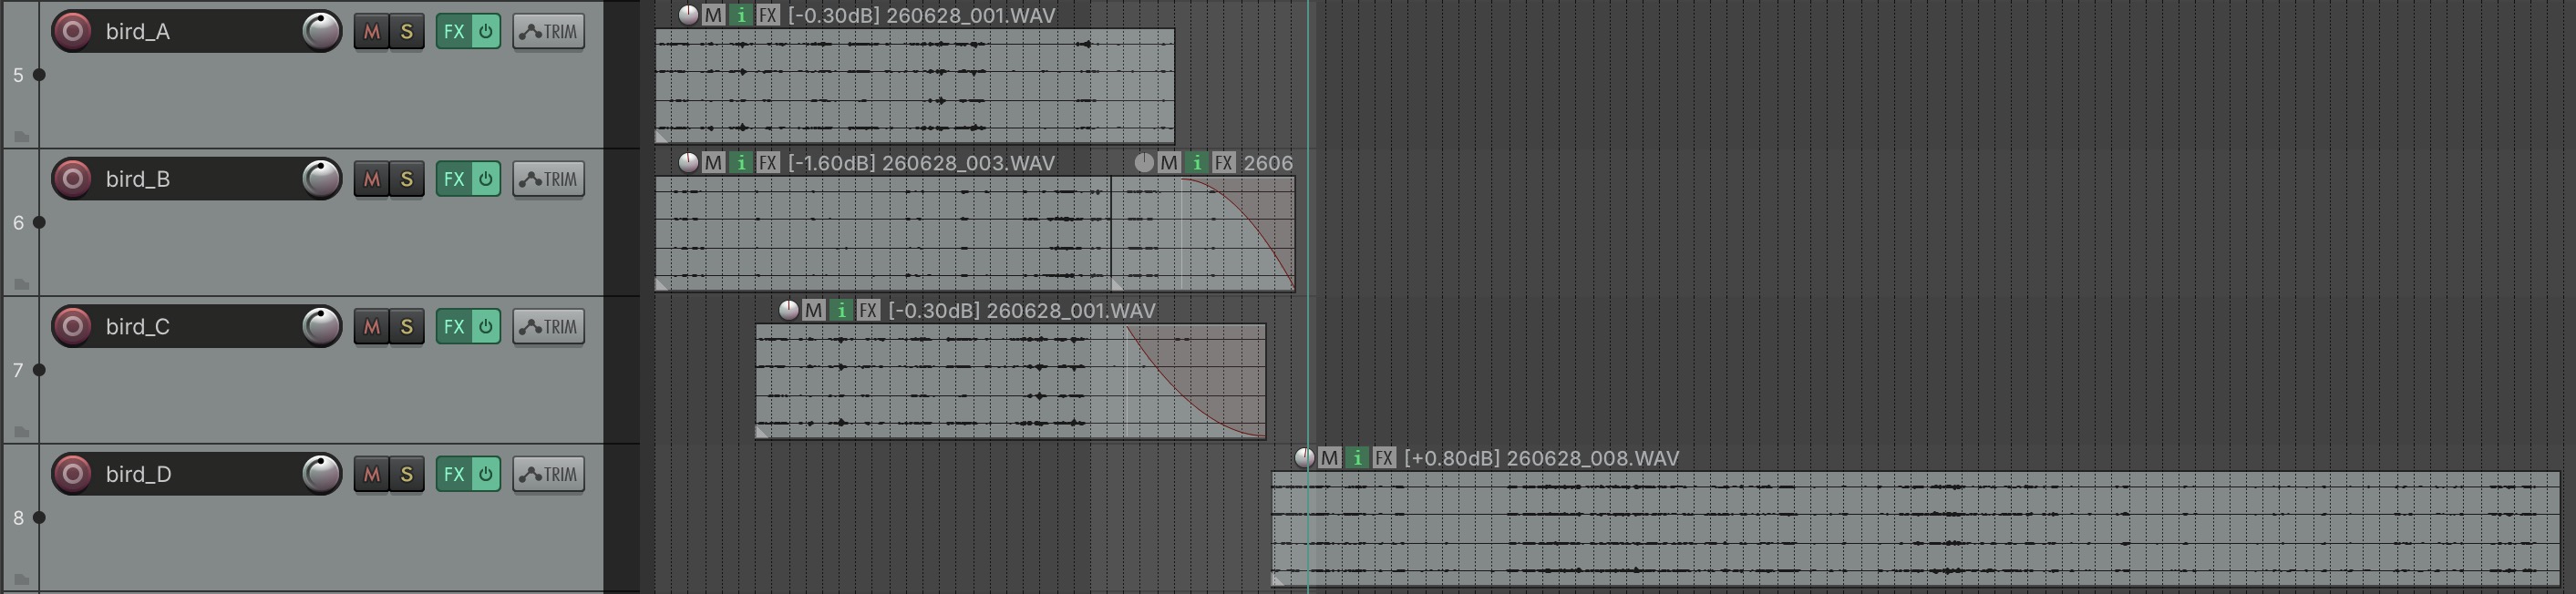 bird_A M S FX TRIM M i FX [-0.30dB] 260628_001.WAV
5
bird_B M S FX TRIM M i FX [-1.60dB] 260628_003.WAV M i FX 2606
6
bird_C M S FX TRIM M i FX [-0.30dB] 260628_001.WAV
7
bird_D M S FX TRIM M i FX [+0.80dB] 260628_008.WAV
8